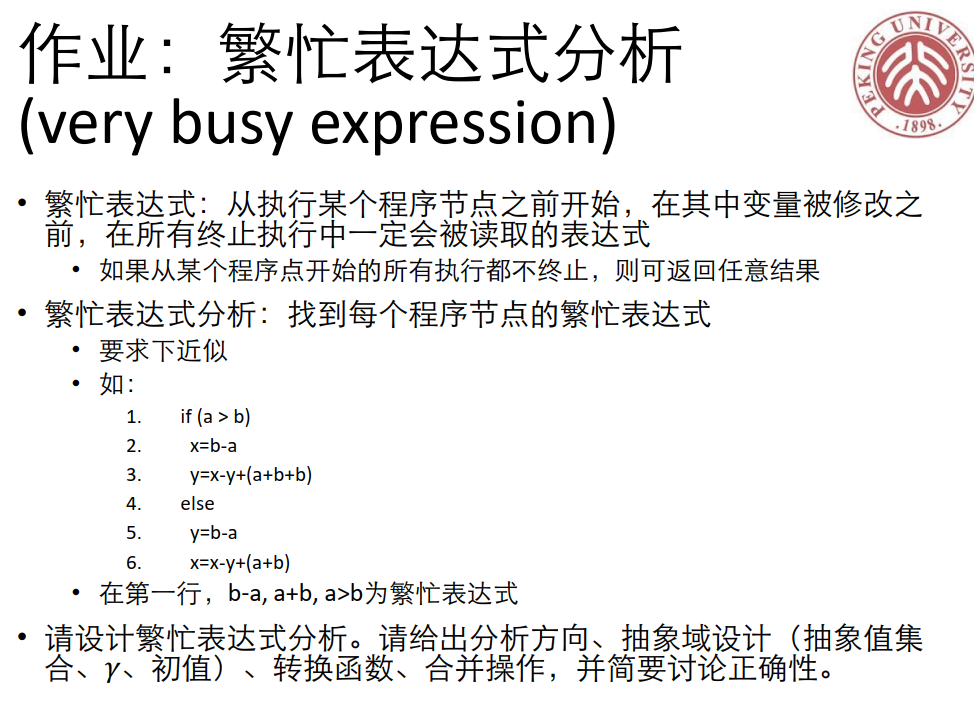 作业：繁忙表达式分析
(very busy expression)
PEKING UNIVERSITY
·1898·
• 繁忙表达式：从执行某个程序节点之前开始，在其中变量被修改之
前，在所有终止执行中一定会被读取的表达式
• 如果从某个程序点开始的所有执行都不终止，则可返回任意结果
• 繁忙表达式分析：找到每个程序节点的繁忙表达式
• 要求下近似
• 如：
1. if (a > b)
2. x=b-a
3. y=x-y+(a+b+b)
4. else
5. y=b-a
6. x=x-y+(a+b)
• 在第一行，b-a, a+b, a>b为繁忙表达式
• 请设计繁忙表达式分析。请给出分析方向、抽象域设计（抽象值集
合、𝛾、初值）、转换函数、合并操作，并简要讨论正确性。